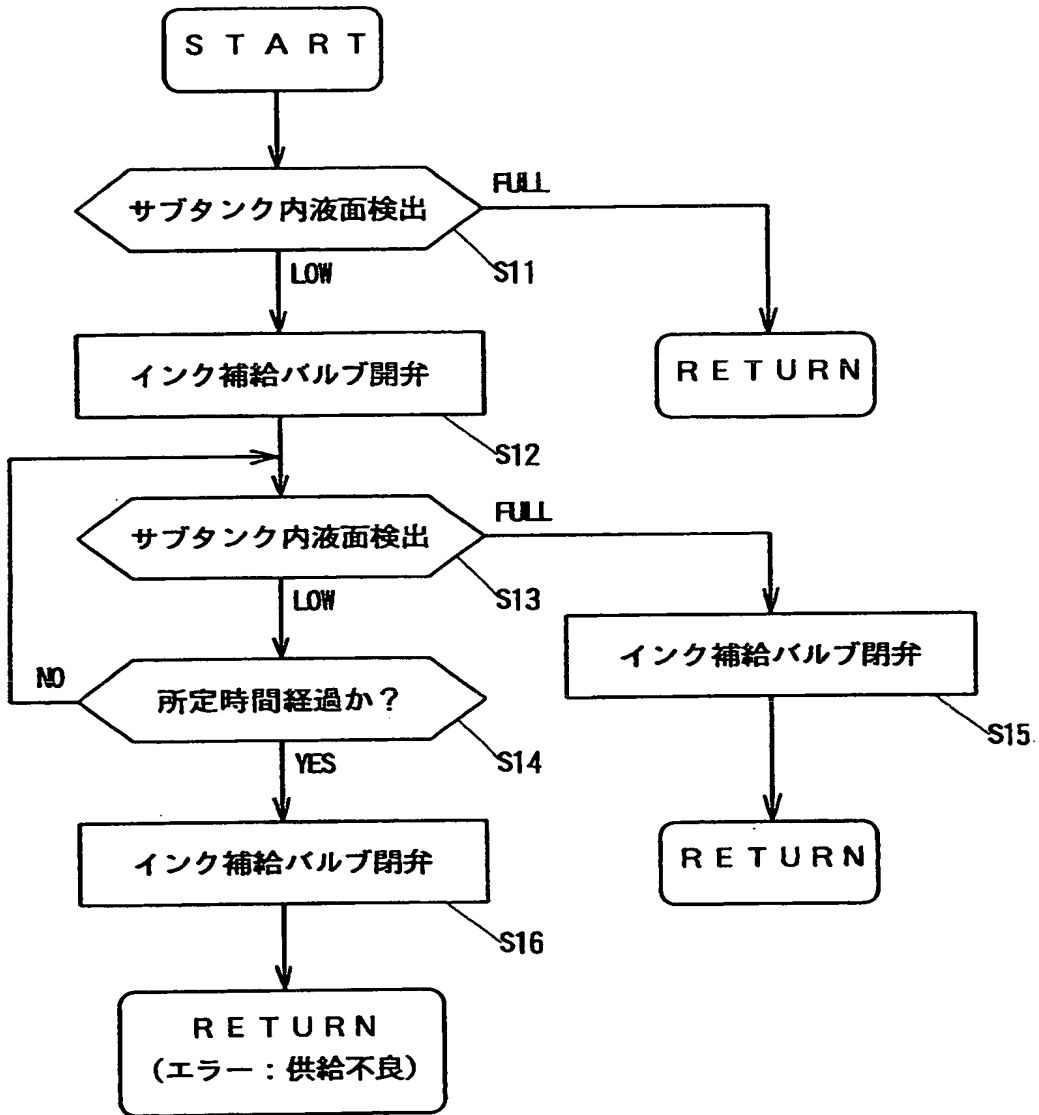 START
サブタンク内液面検出
FULL
S11
LOW
RETURN
インク補給バルブ開弁
S12
サブタンク内液面検出
FULL
S13
LOW
インク補給バルブ閉弁
S15
NO
所定時間経過か?
S14
YES
RETURN
インク補給バルブ閉弁
S16
RETURN
(エラー:供給不良)